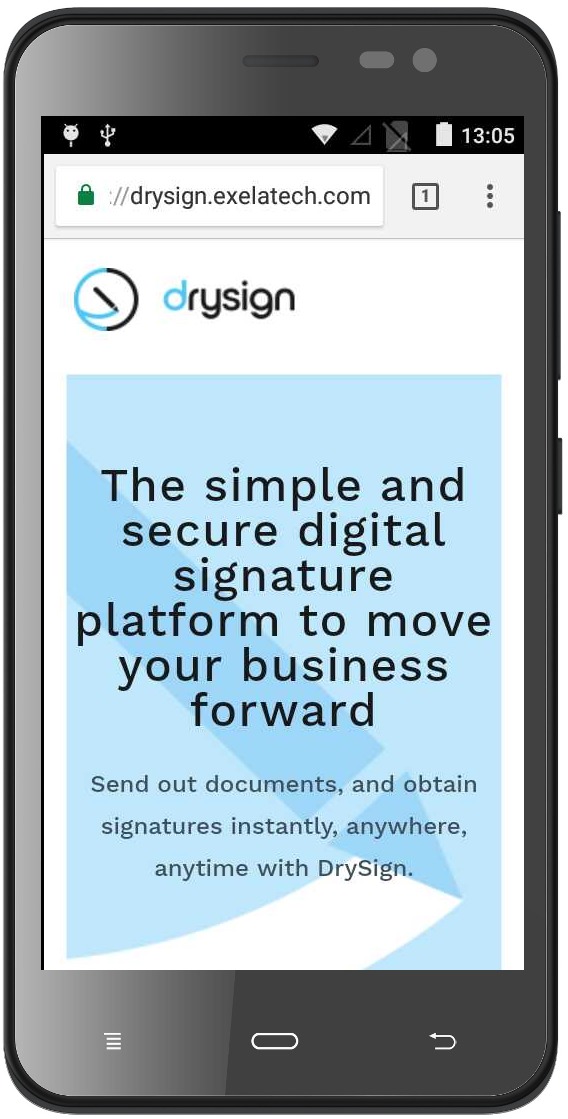 13:05
://drysign.exelatech.com
1
drysign
The simple and
secure digital
signature
platform to move
your business
forward
Send out documents, and obtain
signatures instantly, anywhere,
anytime with DrySign.